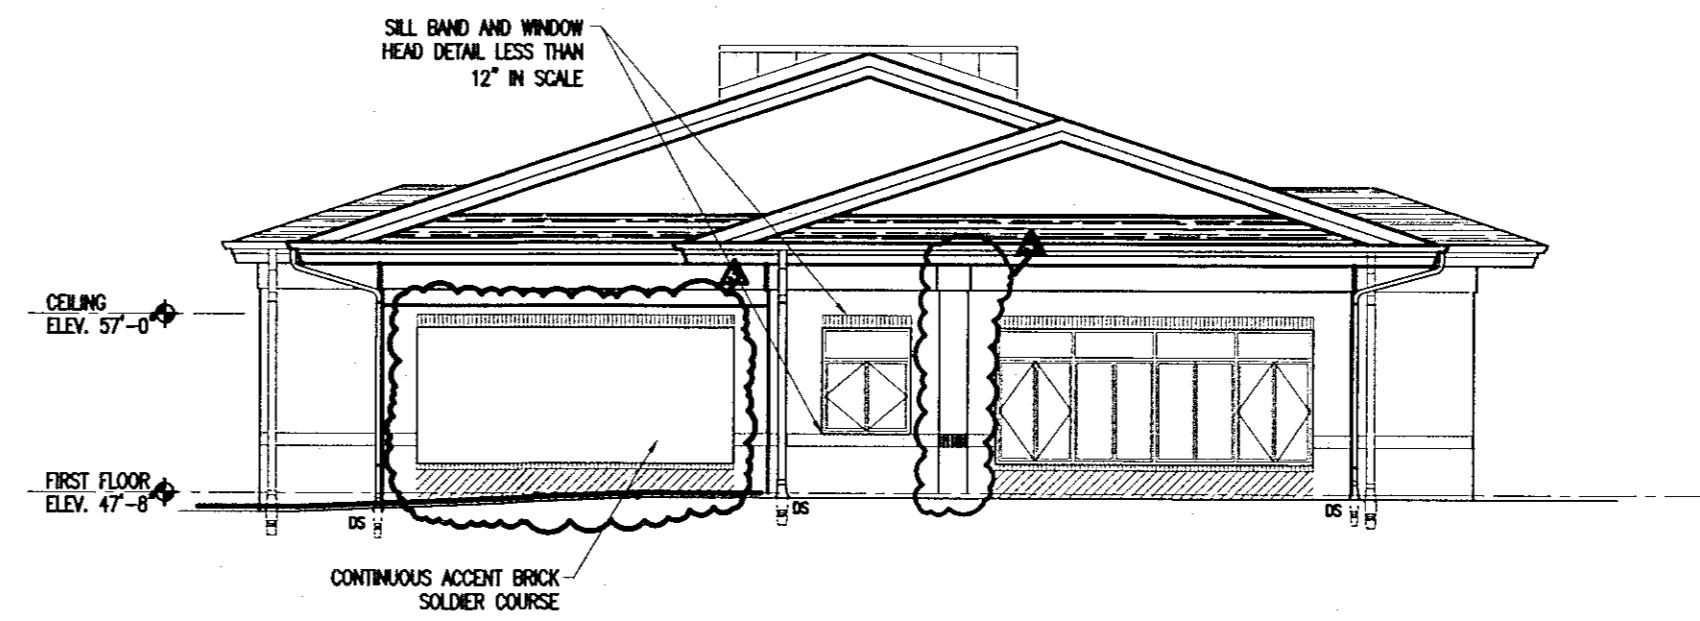 SILL BAND AND WINDOW
HEAD DETAIL LESS THAN
12" IN SCALE
CEILING
ELEV. 57'-0"
FIRST FLOOR
ELEV. 47'-8"
DS
DS
DS
CONTINUOUS ACCENT BRICK
SOLDIER COURSE